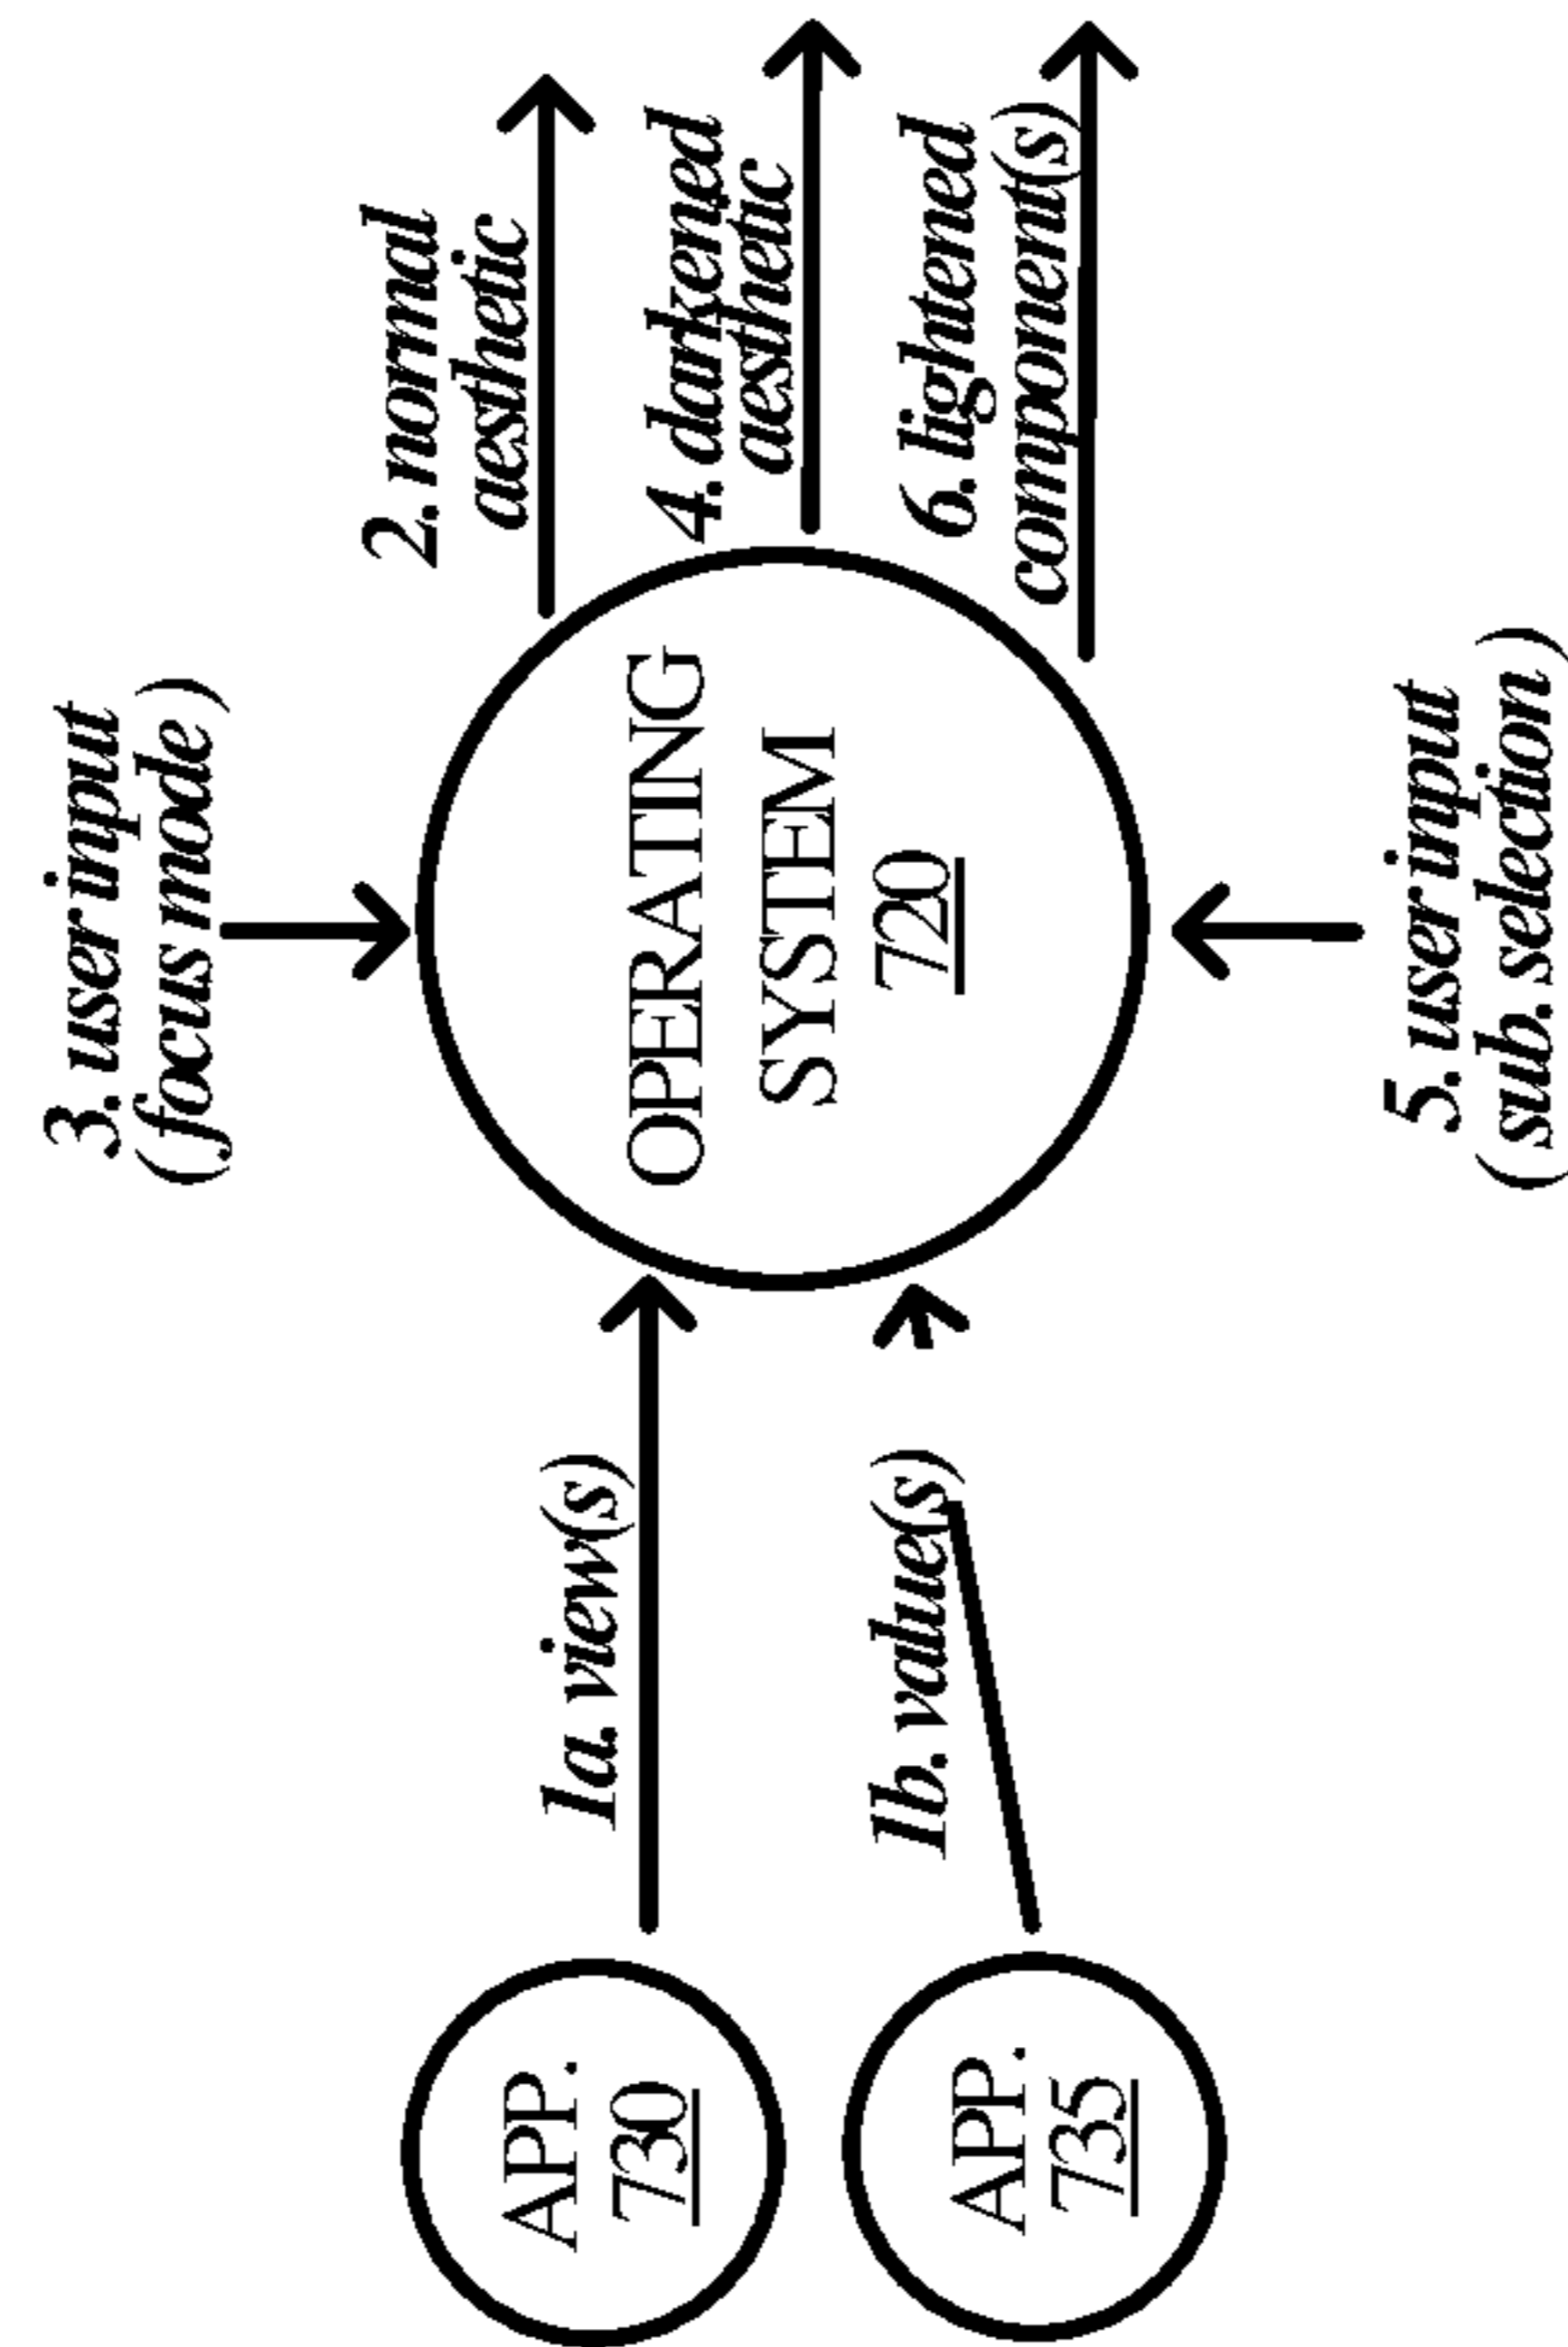 3. user input
(focus mode)
APP.
730
1a. view(s)
OPERATING
SYSTEM
720
2. normal
aesthetic
4. darkened
aesthetic
6. lightened
component(s)
APP.
735
1b. value(s)
5. user input
(sub. selection)